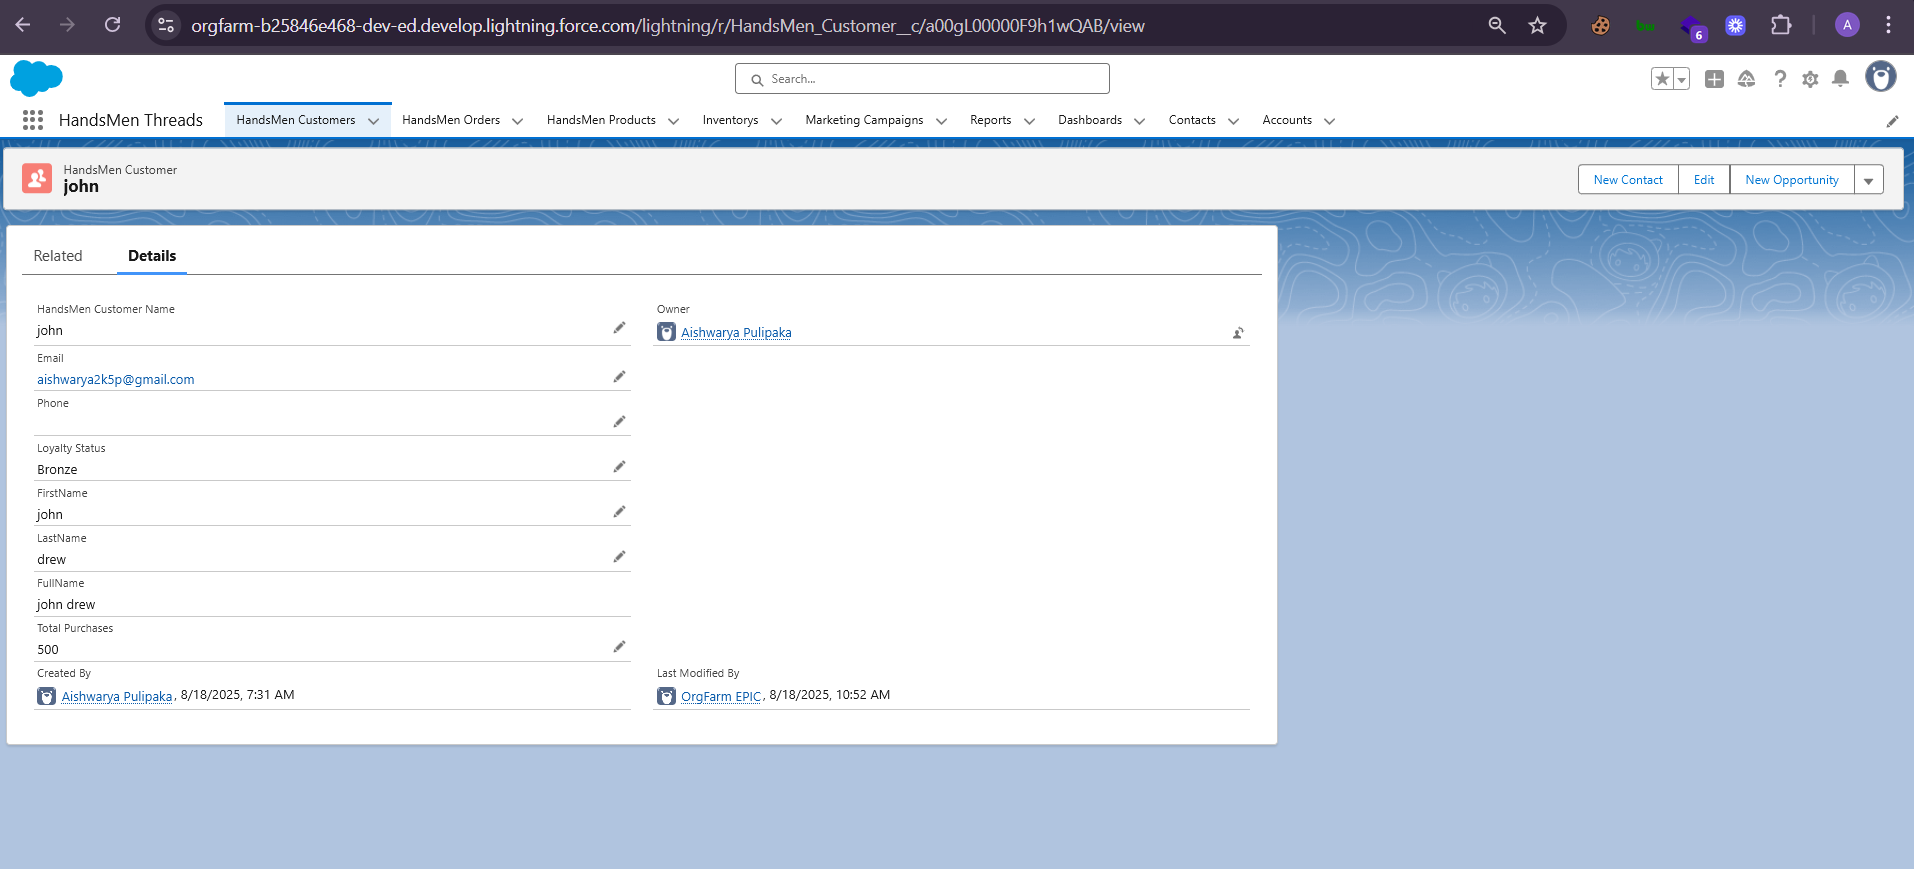 orgfarm-b25846e468-dev-ed.develop.lightning.force.com/lightning/r/HandsMen_Customer__c/a00gL00000F9h1wQAB/view
bw
6
A
Search...
HandsMen Threads
HandsMen Customers
HandsMen Orders
HandsMen Products
Inventorys
Marketing Campaigns
Reports
Dashboards
Contacts
Accounts
HandsMen Customer
john
New Contact
Edit
New Opportunity
Related
Details
HandsMen Customer Name
john
Owner
Aishwarya Pulipaka
Email
aishwarya2k5p@gmail.com
Phone
Loyalty Status
Bronze
FirstName
john
LastName
drew
FullName
john drew
Total Purchases
500
Created By
Aishwarya Pulipaka, 8/18/2025, 7:31 AM
Last Modified By
OrgFarm EPIC, 8/18/2025, 10:52 AM